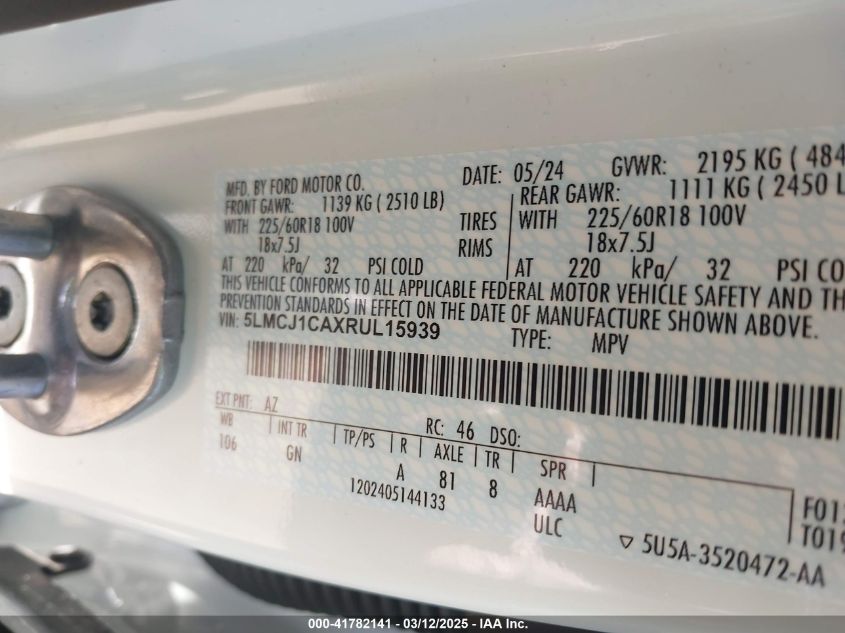 MFD. BY FORD MOTOR CO. DATE: 05/24 GVWR: 2195 KG ( 484
FRONT GAWR: 1139 KG ( 2510 LB) REAR GAWR: 1111 KG ( 2450 L
WITH 225/60R18 100V TIRES WITH 225/60R18 100V
18x7.5J RIMS 18x7.5J
AT 220 kPa/ 32 PSI COLD AT 220 kPa/ 32 PSI CO
THIS VEHICLE CONFORMS TO ALL APPLICABLE FEDERAL MOTOR VEHICLE SAFETY AND TH
PREVENTION STANDARDS IN EFFECT ON THE DATE OF MANUFACTURE SHOWN ABOVE.
VIN: 5LMCJ1CAXRUL15939 TYPE: MPV
EXT PNT: AZ RC: 46 DSO:
WB INT TR TP/PS R AXLE TR SPR
106 GN A 81 8 AAAA
1202405144133 ULC
F01
T019
5U5A-3520472-AA
000-41782141 - 03/12/2025 - IAA Inc.